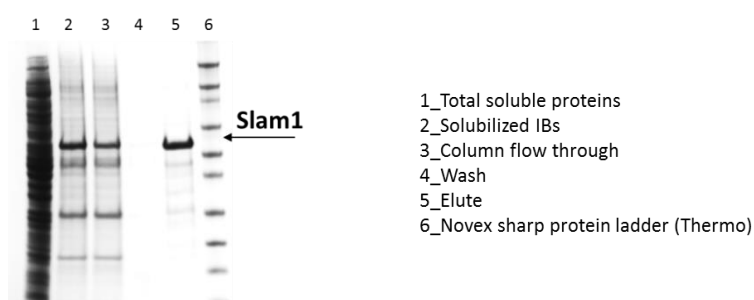 1 2 3 4 5 6
Slam1
1_Total soluble proteins
2_Solubilized IBs
3_Column flow through
4_Wash
5_Elute
6_Novex sharp protein ladder (Thermo)